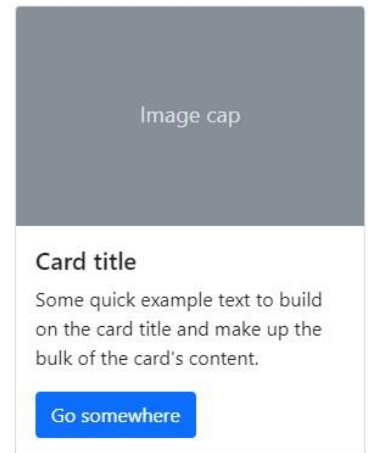 Image cap
Card title
Some quick example text to build
on the card title and make up the
bulk of the card's content.
Go somewhere